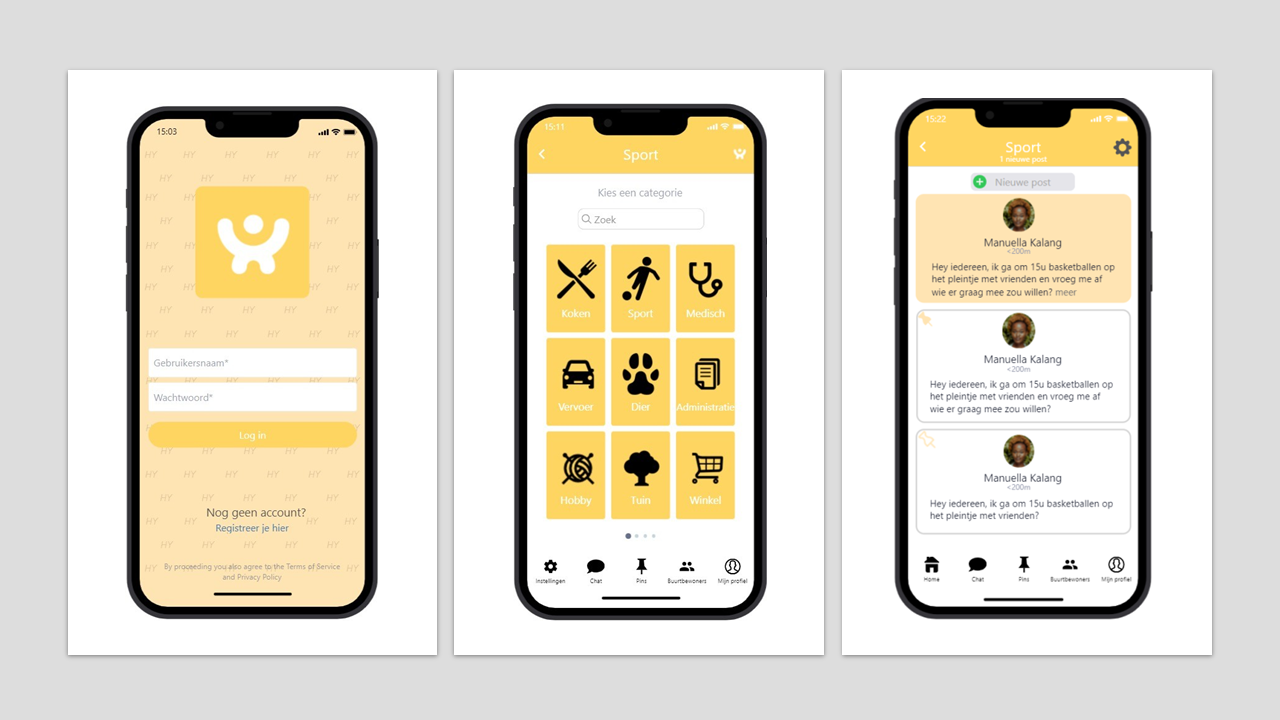 15:03
HY HY HY HY HY
Gebruikersnaam*
Wachtwoord*
Log in
Nog geen account?
Registreer je hier
By proceeding you also agree to the Terms of Service
and Privacy Policy
15:11
Sport
Kies een categorie
Zoek
Koken
Sport
Medisch
Vervoer
Dier
Administratie
Hobby
Tuin
Winkel
Instellingen
Chat
Pins
Buurtbewoners
Mijn profiel
15:22
Sport
1 nieuwe post
Nieuwe post
Manuella Kalang
<200m
Hey iedereen, ik ga om 15u basketballen op
het pleintje met vrienden en vroeg me af
wie er graag mee zou willen? meer
Manuella Kalang
<200m
Hey iedereen, ik ga om 15u basketballen op
het pleintje met vrienden en vroeg me af
wie er graag mee zou willen?
Manuella Kalang
<200m
Hey iedereen, ik ga om 15u basketballen op
het pleintje met vrienden?
Home
Chat
Pins
Buurtbewoners
Mijn profiel